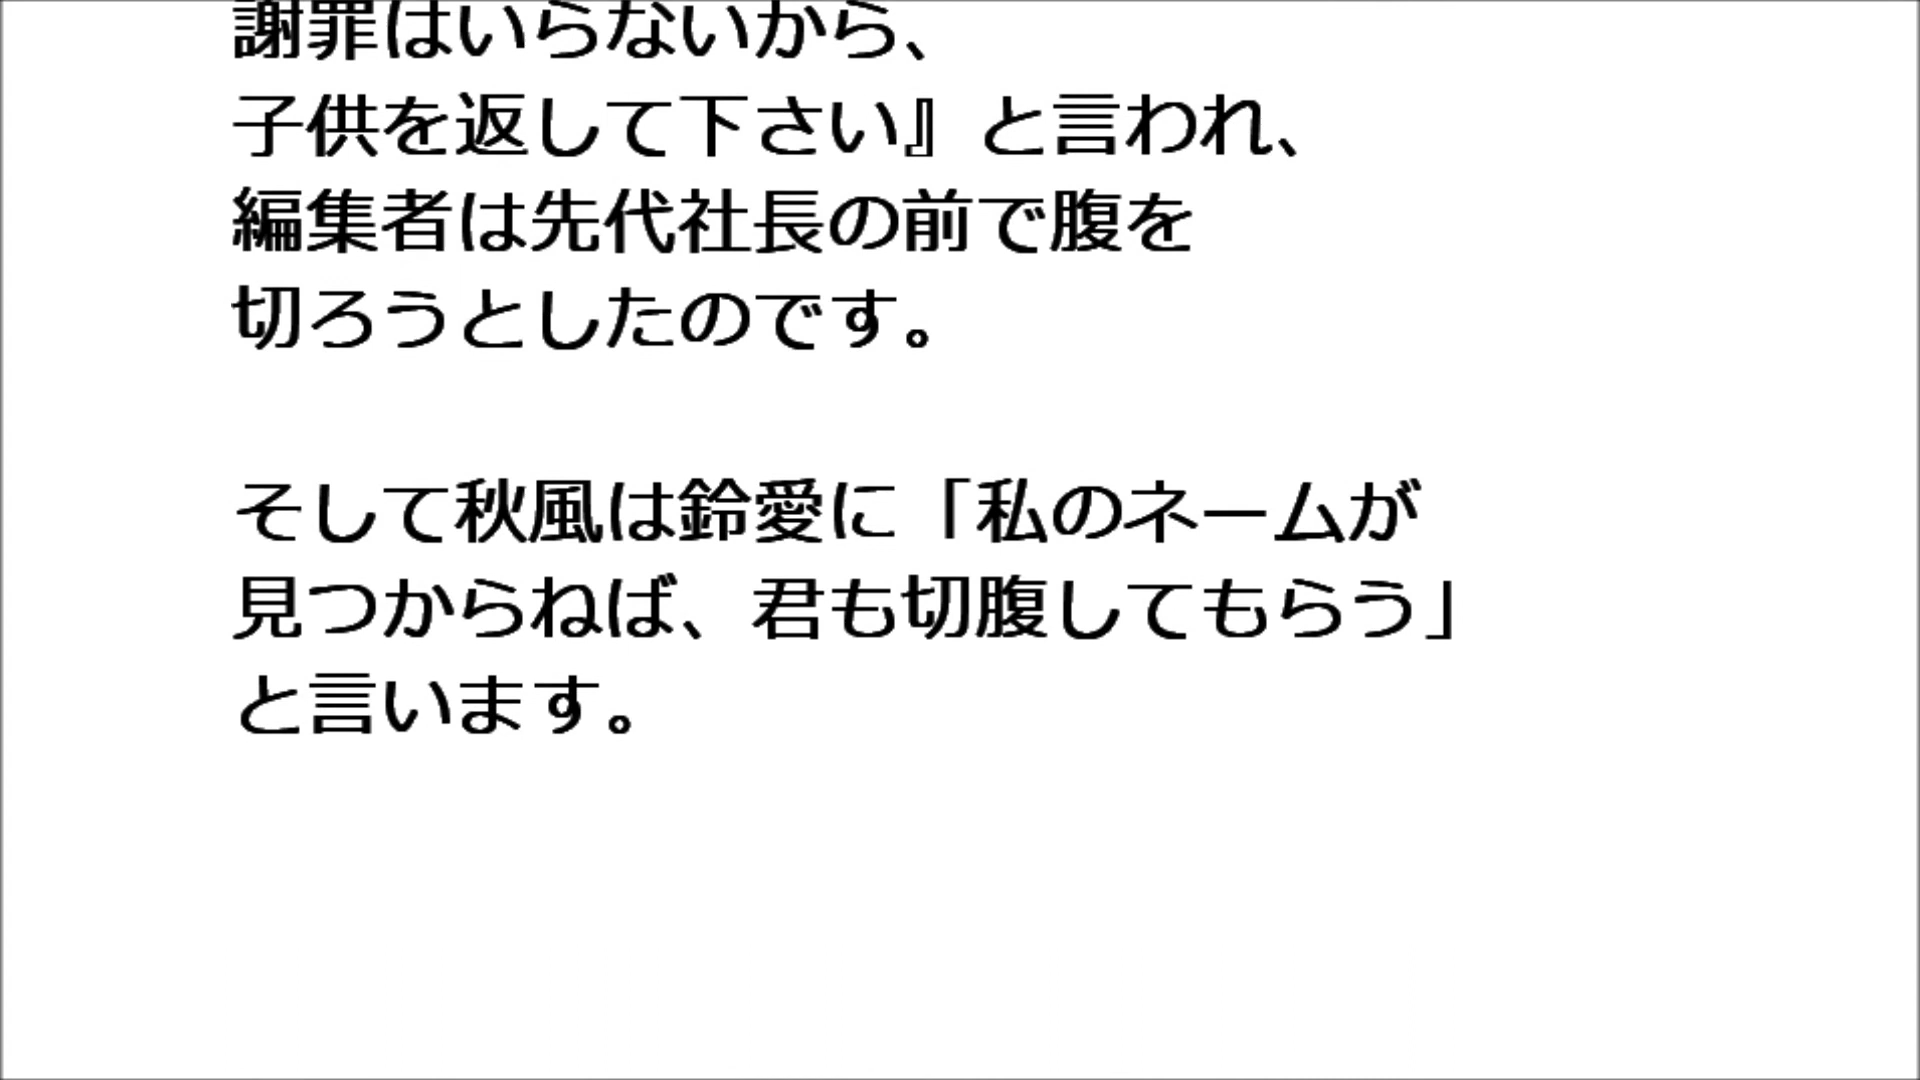 謝罪はいらないから、
子供を返して下さい』と言われ、
編集者は先代社長の前で腹を
切ろうとしたのです。
そして秋風は鈴愛に「私のネームが
見つからねば、君も切腹してもらう」
と言います。